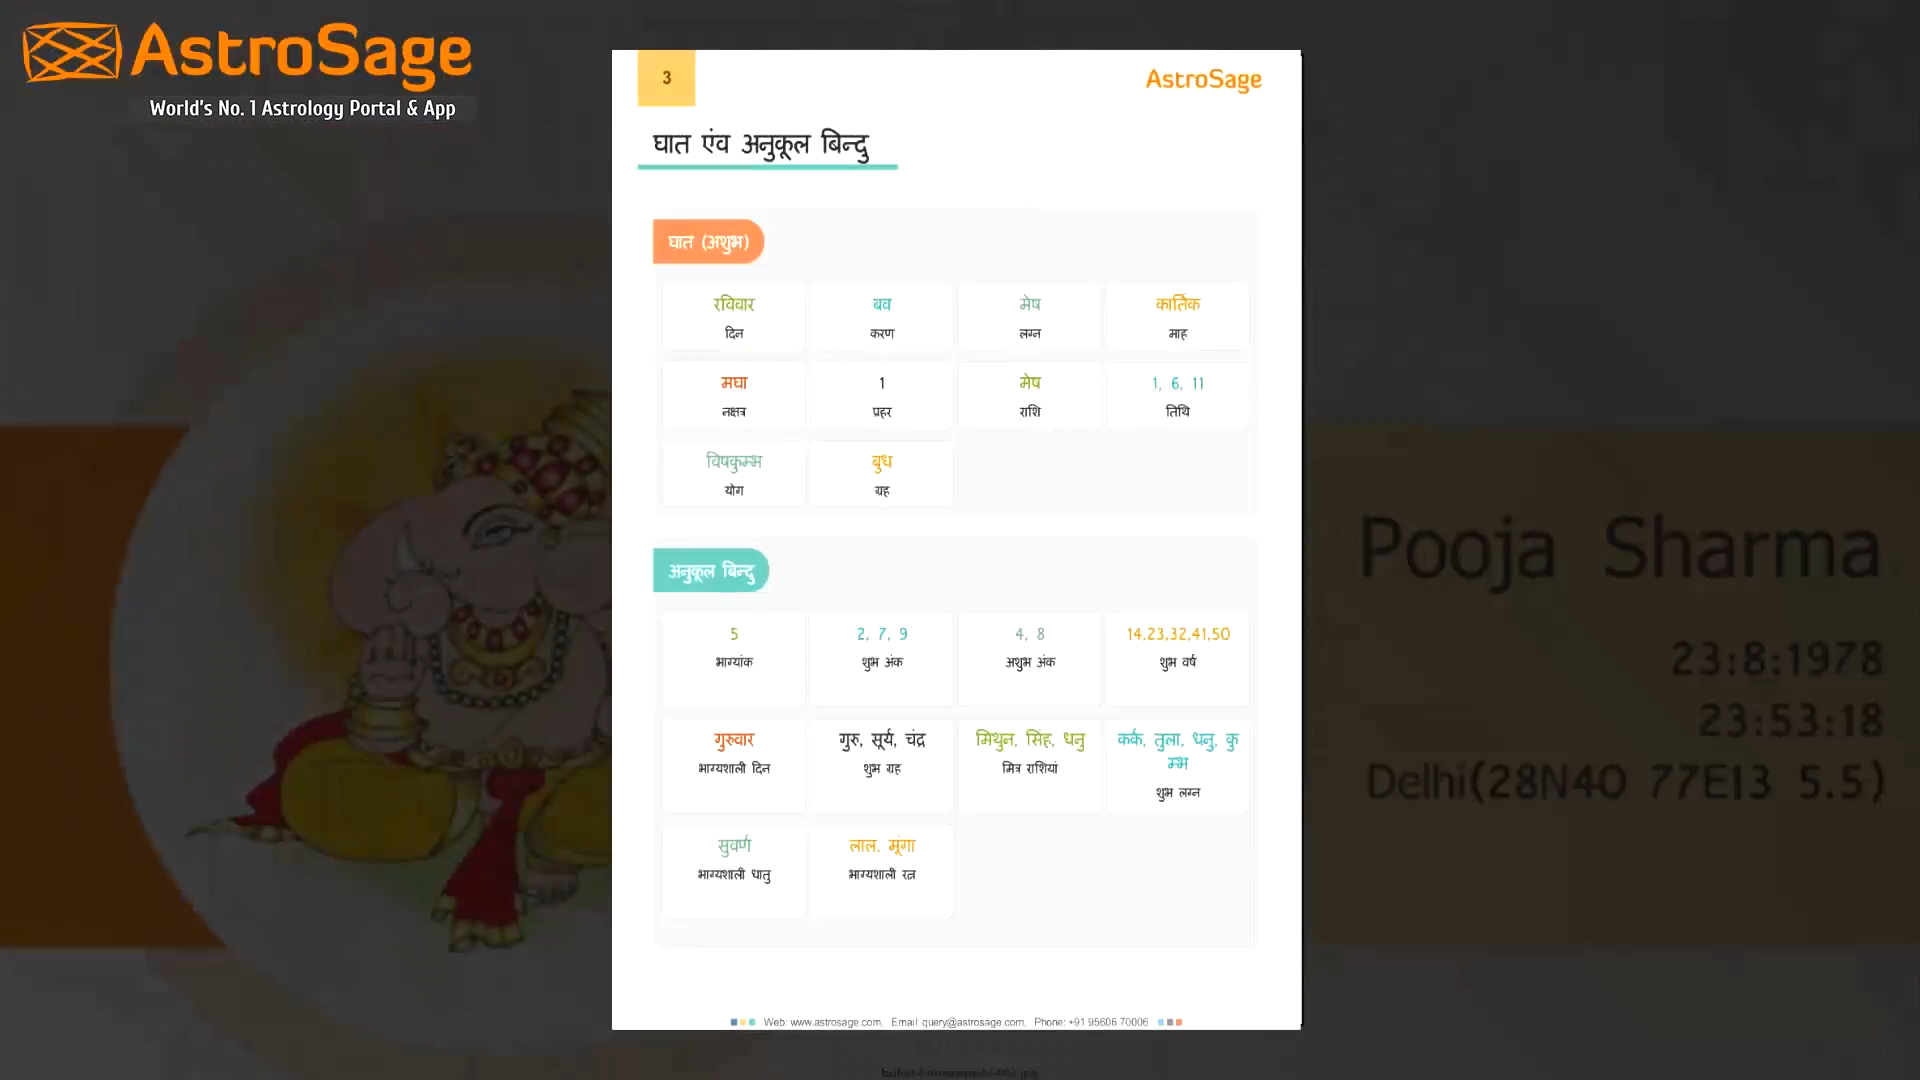 AstroSage
World's No. 1 Astrology Portal & App
3
AstroSage
घात एंव अनुकूल बिन्दु
घात (अशुभ)
रविवार
दिन
बव
करण
मेष
लग्न
कार्तिक
माह
मघा
नक्षत्र
1
प्रहर
मेष
राशि
1, 6, 11
तिथि
विषकुम्भ
योग
बुध
ग्रह
अनुकूल बिन्दु
5
भाग्यांक
2, 7, 9
शुभ अंक
4, 8
अशुभ अंक
14,23,32,41,50
शुभ वर्ष
गुरुवार
भाग्यशाली दिन
गुरु, सूर्य, चंद्र
शुभ ग्रह
मिथुन, सिंह, धनु
मित्र राशियां
कर्क, तुला, धनु, कु
म्भ
शुभ लग्न
सुवर्ण
भाग्यशाली धातु
लाल. मूंगा
भाग्यशाली रत्न
Web: www.astrosage.com, Email: query@astrosage.com, Phone: +91 95606 70006
Pooja Sharma
23:8:1978
23:53:18
Delhi(28N40 77E13 5.5)